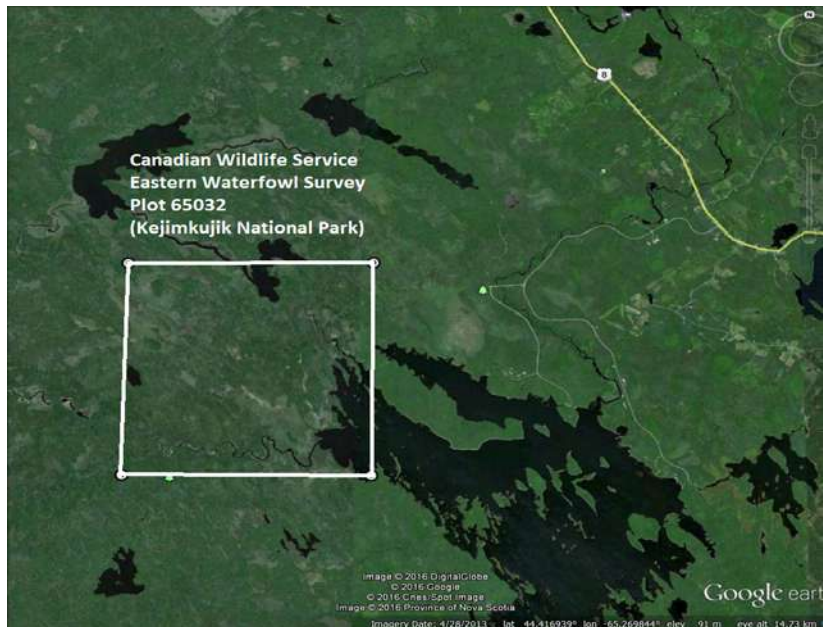 N
8
Canadian Wildlife Service
Eastern Waterfowl Survey
Plot 65032
(Kejimkujik National Park)
Image © 2016 DigitalGlobe
© 2016 Google
© 2016 Cnes/Spot Image
Image © 2016 Province of Nova Scotia
Google eart
Imagery Date: 4/28/2013 lat 44.416939° lon -65.269844° elev 91 m eye alt 14.73 km